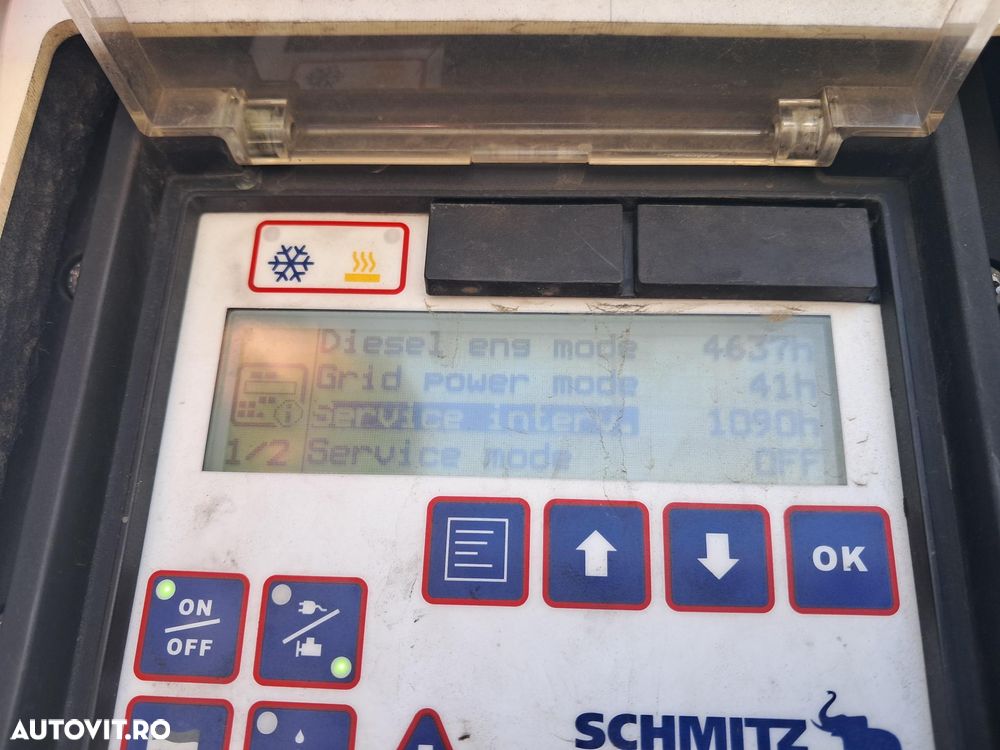 Diesel eng mode 4637h
Grid power mode 41h
Service interv. 1090h
1/2 Service mode OFF
OK
ON
OFF
SCHMITZ
AUTOVIT.RO